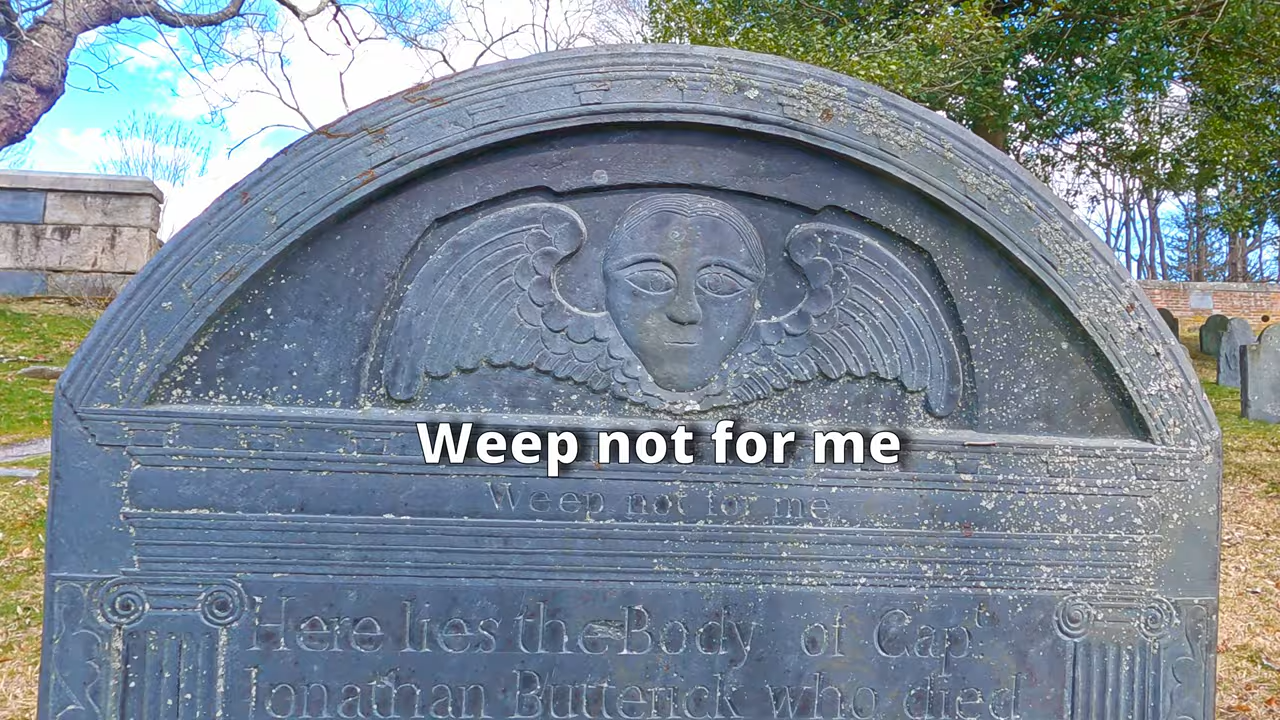 Weep not for me
Weep not for me
Here lies the Body of Capt
Jonathan Butterick who died